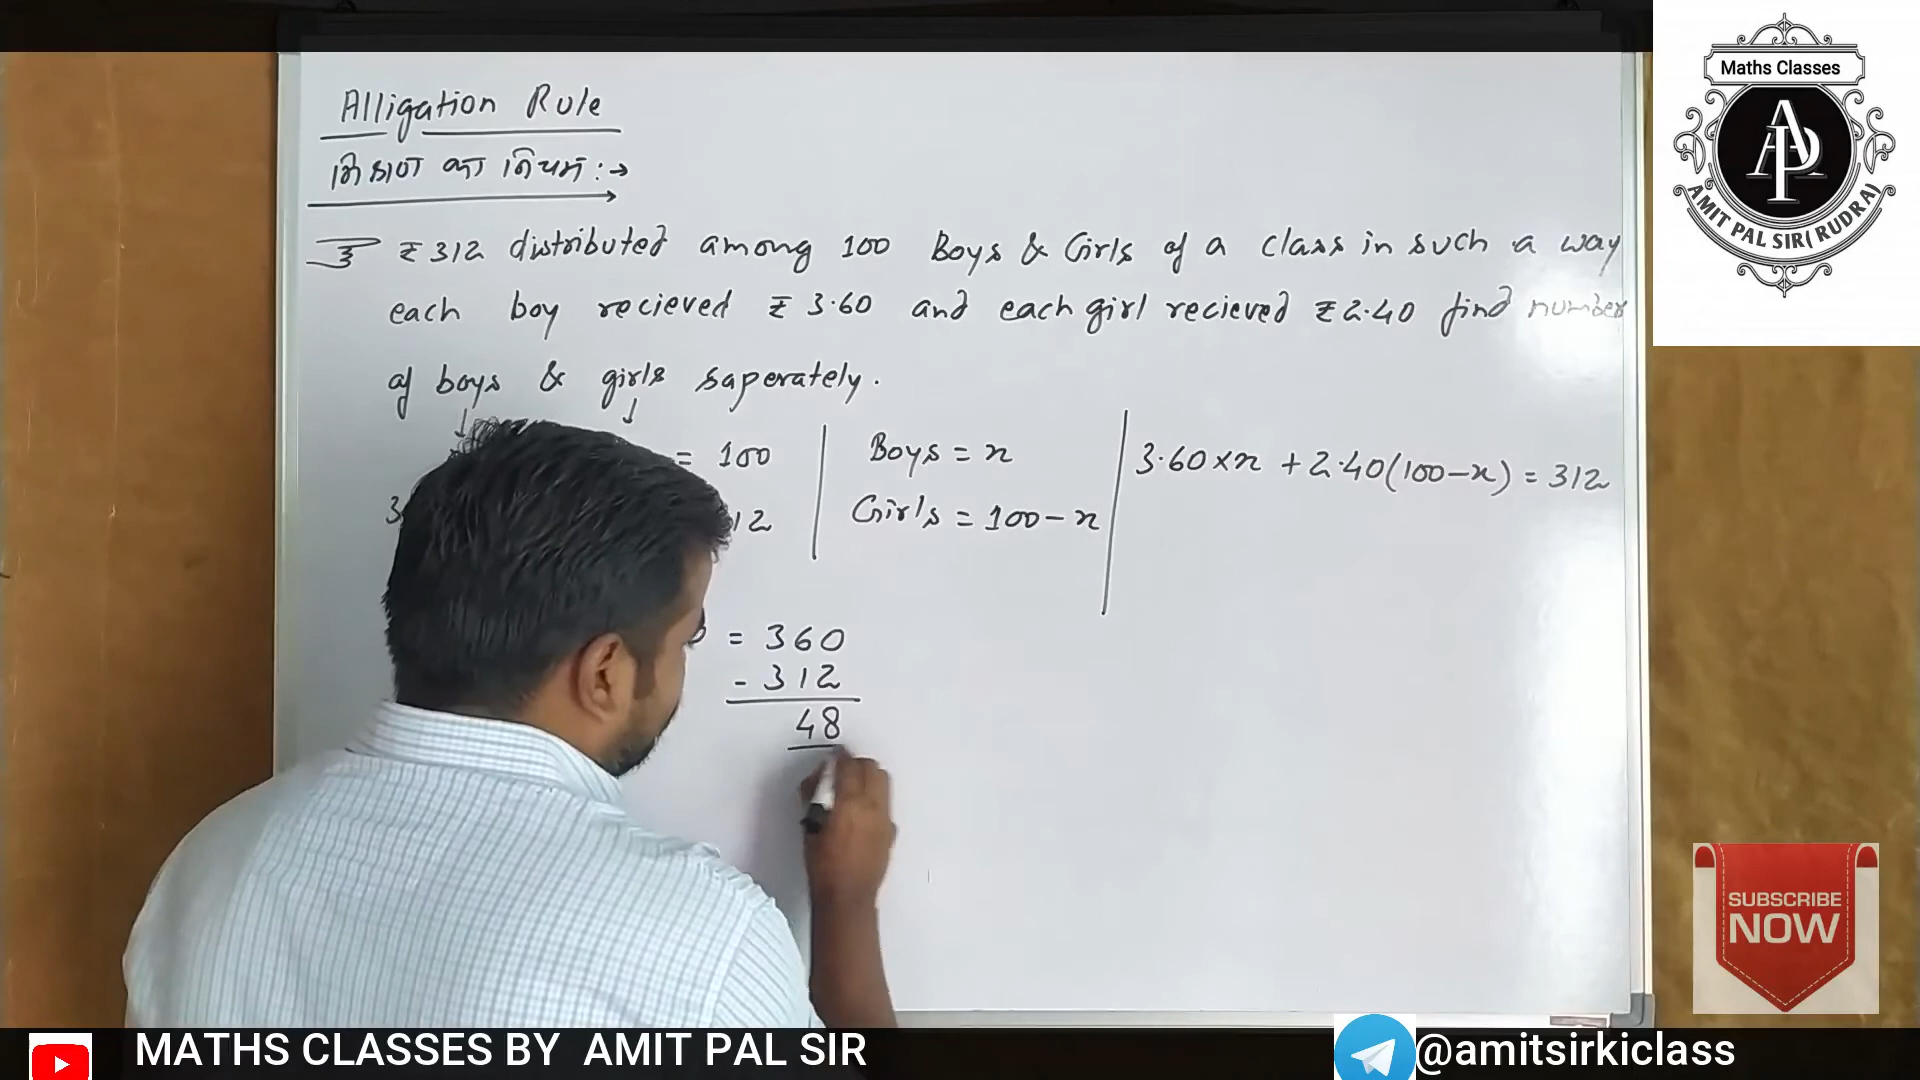 Alligation Rule
मिश्रण का नियम :→
₹ 312 distributed among 100 Boys & Girls of a class in such a way
each boy recieved ₹ 3.60 and each girl recieved ₹ 2.40 find number
of boys & girls saperately.
= 100
3
12
Boys = x
Girls = 100 - x
3.60 × x + 2.40 (100 - x) = 312
= 360
- 312
48
Maths Classes
AP
AMIT PAL SIR( RUDRA)
SUBSCRIBE
NOW
MATHS CLASSES BY AMIT PAL SIR
@amitsirkiclass